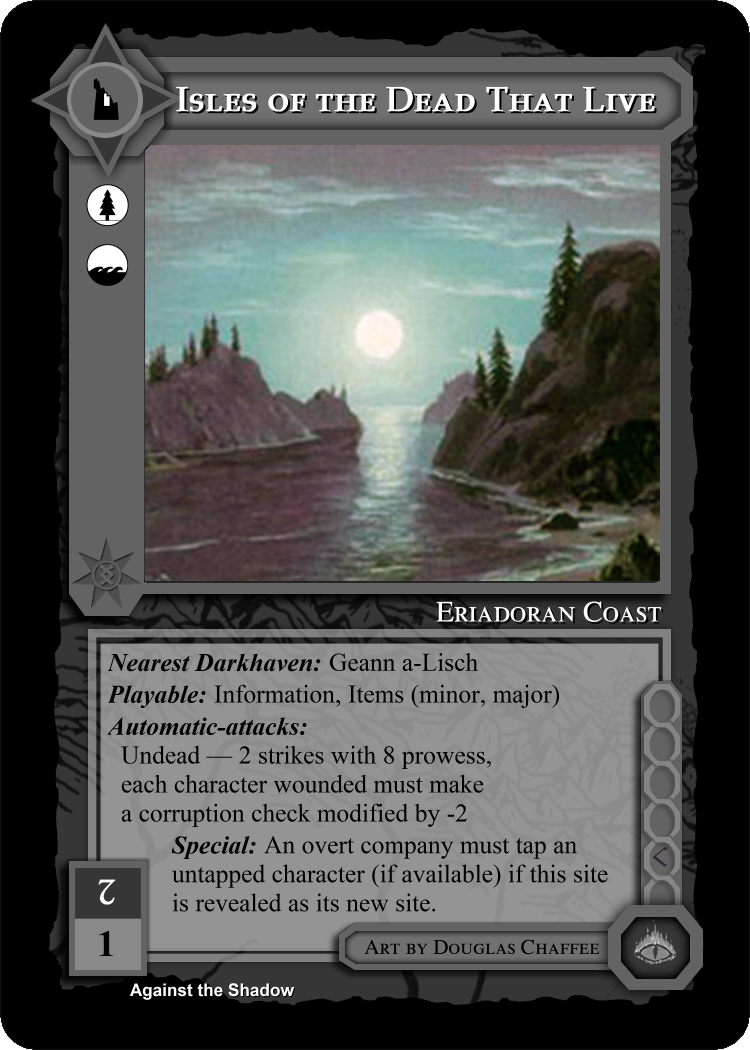 Isles of the Dead That Live
Eriadoran Coast
Nearest Darkhaven: Geann a-Lisch
Playable: Information, Items (minor, major)
Automatic-attacks:
Undead — 2 strikes with 8 prowess,
each character wounded must make
a corruption check modified by -2
Special: An overt company must tap an
untapped character (if available) if this site
is revealed as its new site.
2
1
Art by Douglas Chaffee
Against the Shadow